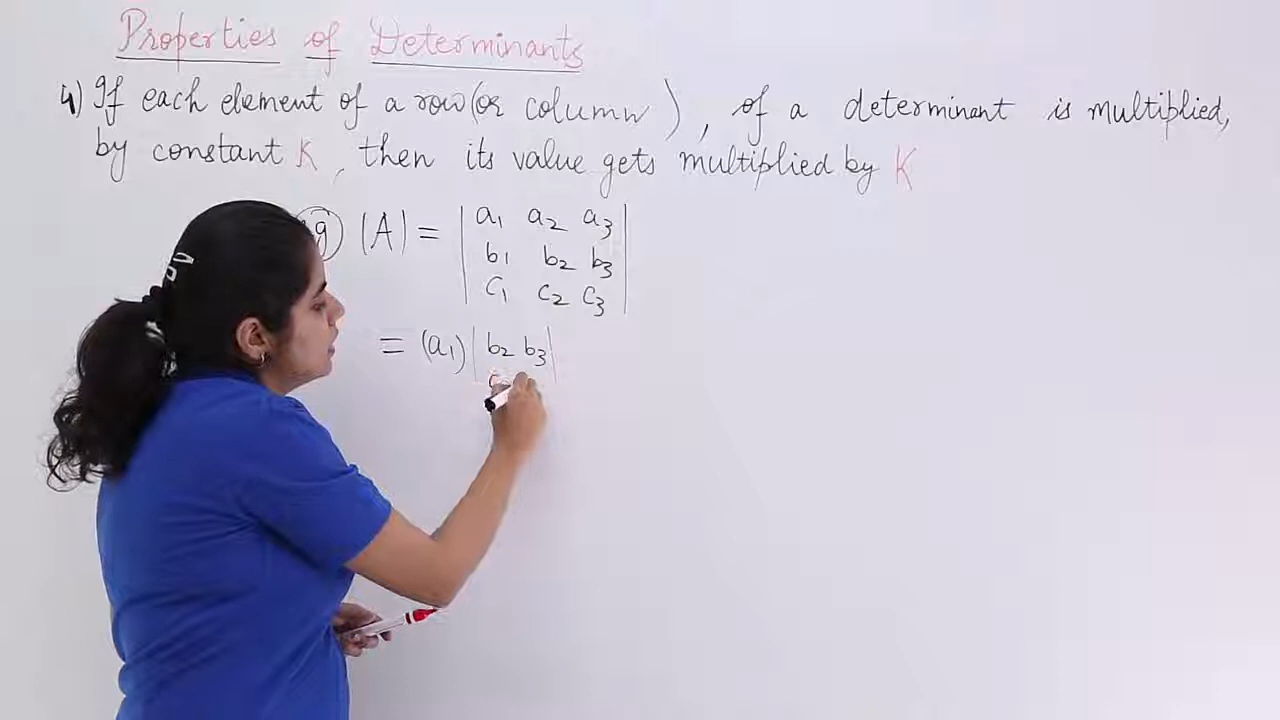 Properties of Determinants
4) If each element of a row (or column), of a determinant is multiplied,
by constant K, then its value gets multiplied by K
g) (A) = | a₁ a₂ a₃ |
| b₁ b₂ b₃ |
| c₁ c₂ c₃ |
= (a₁) | b₂ b₃ |